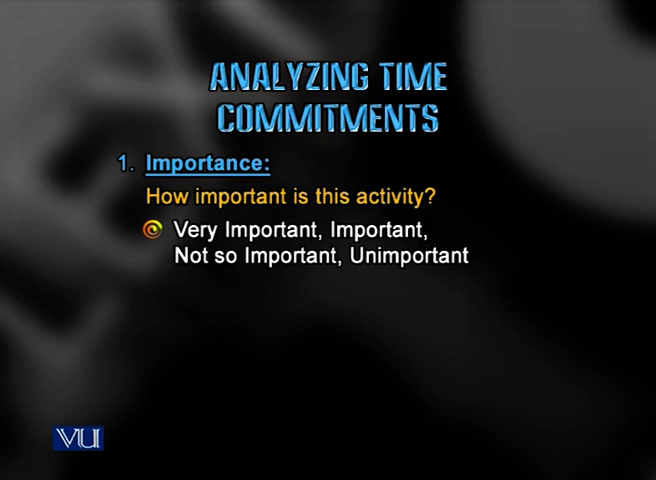 ANALYZING TIME
COMMITMENTS
1. Importance:
How important is this activity?
Very Important, Important,
Not so Important, Unimportant
VU